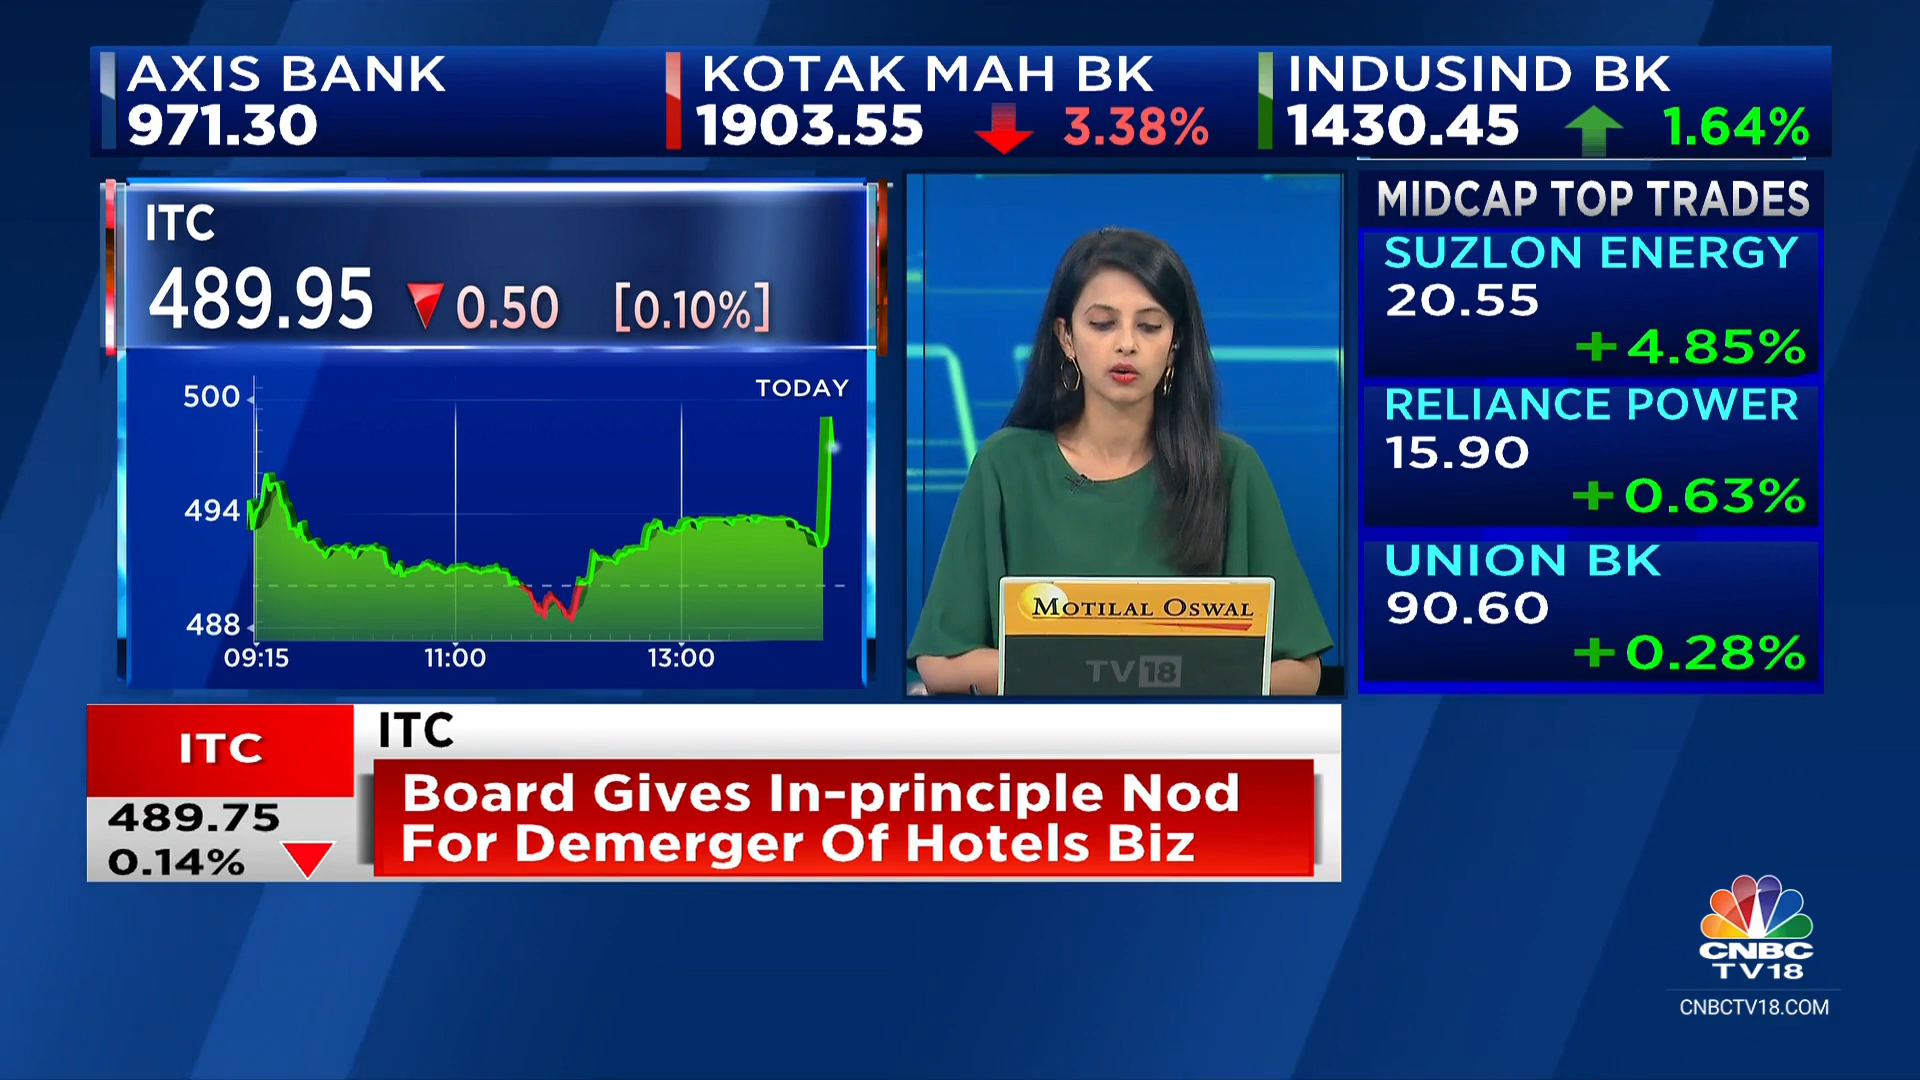 AXIS BANK
971.30
KOTAK MAH BK
1903.55 3.38%
INDUSIND BK
1430.45 1.64%
ITC
489.95 0.50 [0.10%]
TODAY
500
494
488
09:15 11:00 13:00
MOTILAL OSWAL
TV18
MIDCAP TOP TRADES
SUZLON ENERGY
20.55
+4.85%
RELIANCE POWER
15.90
+0.63%
UNION BK
90.60
+0.28%
ITC
489.75
0.14%
ITC
Board Gives In-principle Nod
For Demerger Of Hotels Biz
CNBC
TV18
CNBCTV18.COM